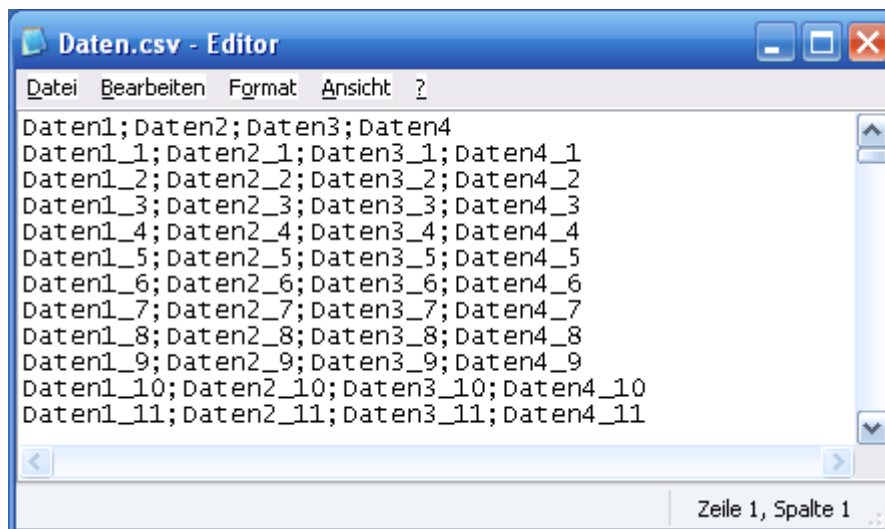 Daten.csv - Editor
Datei Bearbeiten Format Ansicht ?
Daten1;Daten2;Daten3;Daten4
Daten1_1;Daten2_1;Daten3_1;Daten4_1
Daten1_2;Daten2_2;Daten3_2;Daten4_2
Daten1_3;Daten2_3;Daten3_3;Daten4_3
Daten1_4;Daten2_4;Daten3_4;Daten4_4
Daten1_5;Daten2_5;Daten3_5;Daten4_5
Daten1_6;Daten2_6;Daten3_6;Daten4_6
Daten1_7;Daten2_7;Daten3_7;Daten4_7
Daten1_8;Daten2_8;Daten3_8;Daten4_8
Daten1_9;Daten2_9;Daten3_9;Daten4_9
Daten1_10;Daten2_10;Daten3_10;Daten4_10
Daten1_11;Daten2_11;Daten3_11;Daten4_11
Zeile 1, Spalte 1